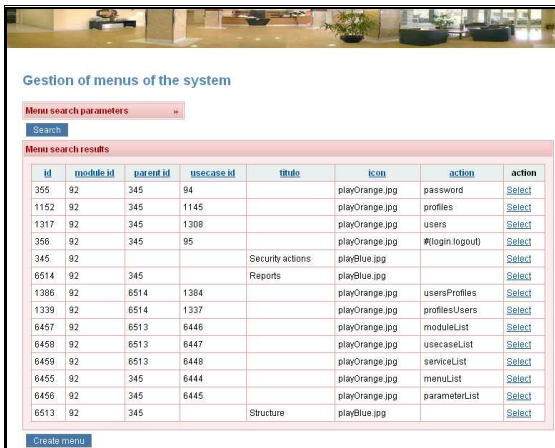 Gestion of menus of the system
Menu search parameters »
Search
Menu search results
id module id parent id usecase id titulo icon action action
355 92 345 94 playOrange.jpg password Select
1152 92 345 1145 playOrange.jpg profiles Select
1317 92 345 1308 playOrange.jpg users Select
356 92 345 95 playOrange.jpg #{login.logout} Select
345 92 Security actions playBlue.jpg Select
6514 92 345 Reports playBlue.jpg Select
1386 92 6514 1384 playOrange.jpg usersProfiles Select
1339 92 6514 1337 playOrange.jpg profilesUsers Select
6457 92 6513 6446 playOrange.jpg moduleList Select
6458 92 6513 6447 playOrange.jpg usecaseList Select
6459 92 6513 6448 playOrange.jpg serviceList Select
6455 92 345 6444 playOrange.jpg menuList Select
6456 92 345 6445 playOrange.jpg parameterList Select
6513 92 345 Structure playBlue.jpg Select
Create menu